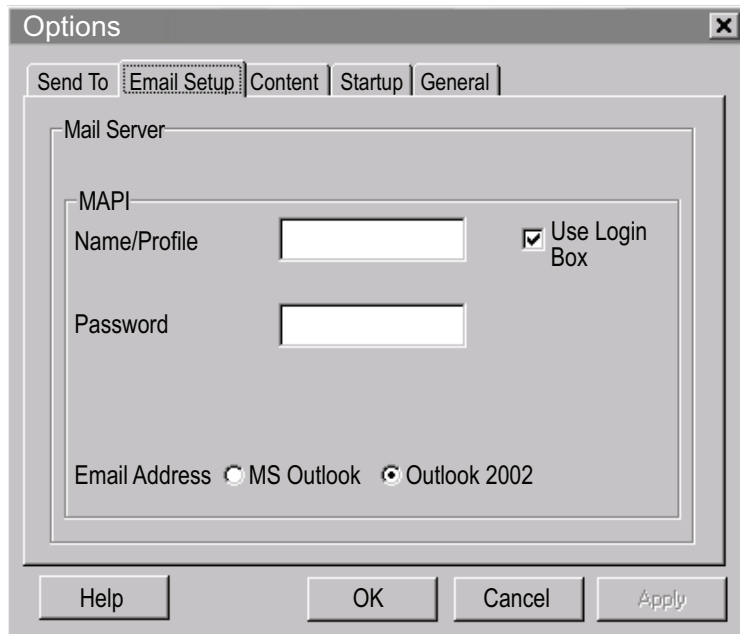 Options
Send To Email Setup Content Startup General
Mail Server
MAPI
Name/Profile
Use Login
Box
Password
Email Address MS Outlook Outlook 2002
Help OK Cancel Apply